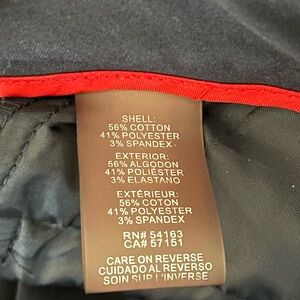 SHELL:
56% COTTON
41% POLYESTER
3% SPANDEX
EXTERIOR:
56% ALGODON
41% POLIÉSTER
3% ELASTANO
EXTÉRIEUR:
56% COTON
41% POLYESTER
3% SPANDEX
RN# 54163
CA# 57151
CARE ON REVERSE
CUIDADO AL REVERSO
SOIN SUR L'INVERSE